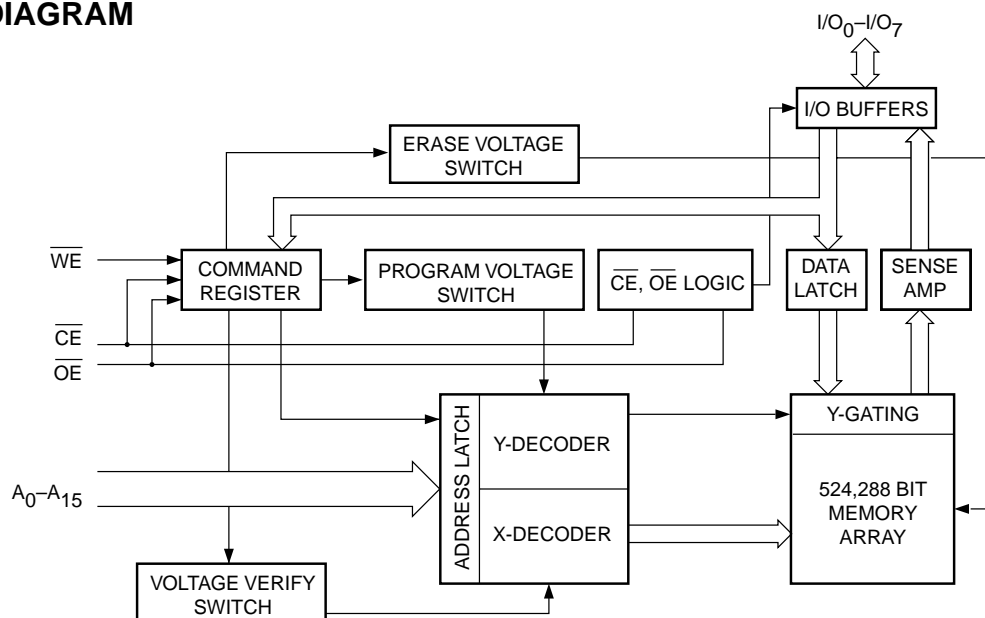 DIAGRAM
I/O0–I/O7
I/O BUFFERS
ERASE VOLTAGE
SWITCH
WE
COMMAND
REGISTER
PROGRAM VOLTAGE
SWITCH
CE, OE LOGIC
DATA
LATCH
SENSE
AMP
CE
OE
ADDRESS LATCH
Y-DECODER
Y-GATING
A0–A15
X-DECODER
524,288 BIT
MEMORY
ARRAY
VOLTAGE VERIFY
SWITCH